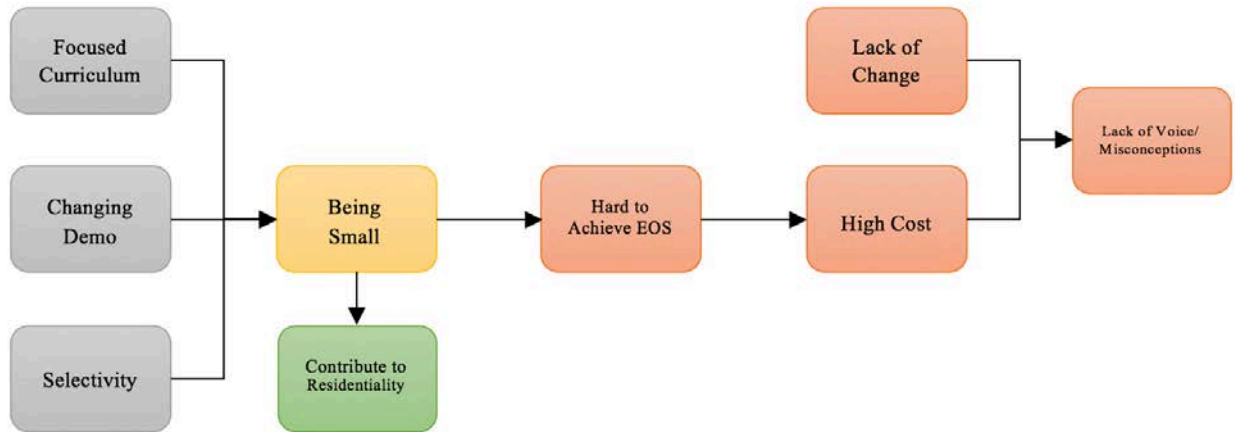 Focused
Curriculum
Changing
Demo
Selectivity
Being
Small
Contribute to
Residentiality
Hard to
Achieve EOS
Lack of
Change
High Cost
Lack of Voice/
Misconceptions